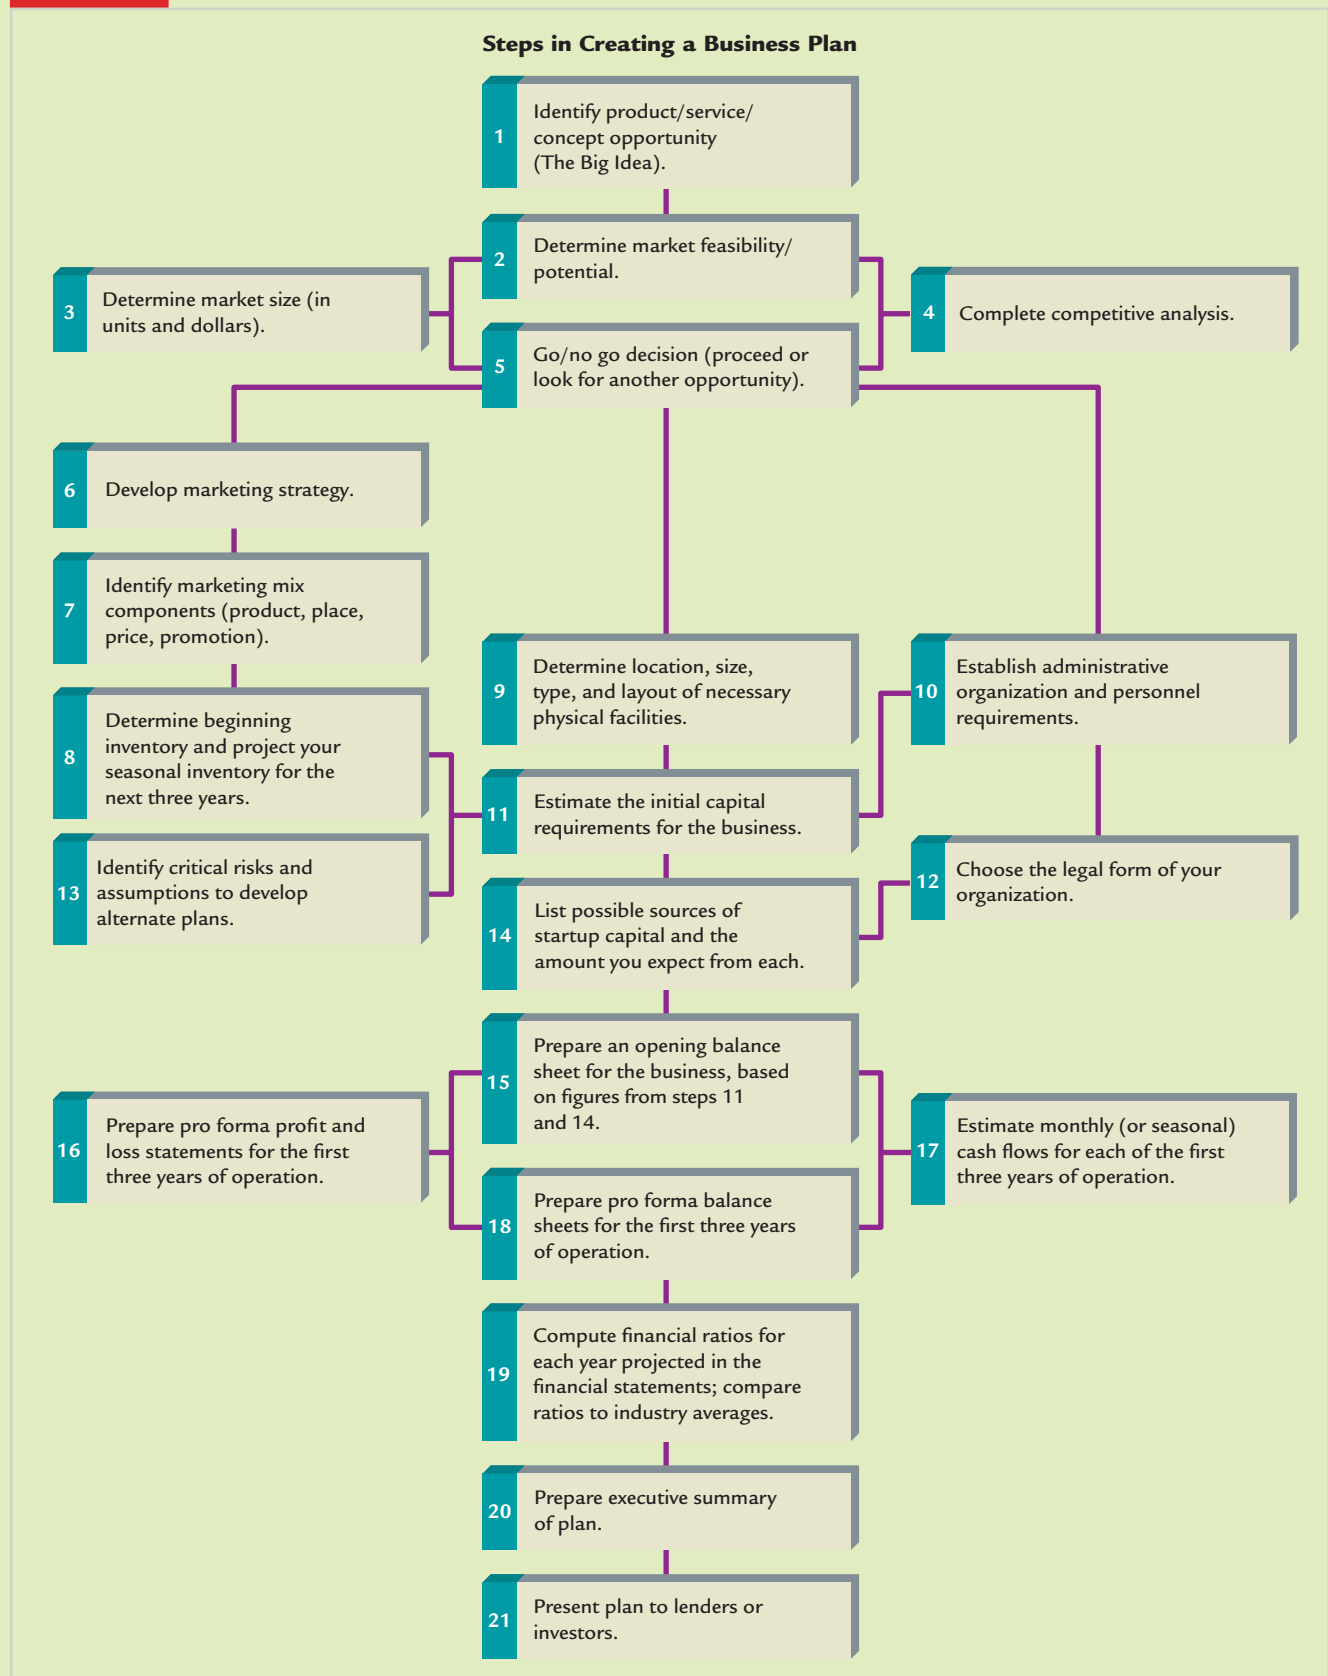 Steps in Creating a Business Plan
1
Identify product/service/
concept opportunity
(The Big Idea).
2
Determine market feasibility/
potential.
3
Determine market size (in
units and dollars).
4
Complete competitive analysis.
5
Go/no go decision (proceed or
look for another opportunity).
6
Develop marketing strategy.
7
Identify marketing mix
components (product, place,
price, promotion).
8
Determine beginning
inventory and project your
seasonal inventory for the
next three years.
9
Determine location, size,
type, and layout of necessary
physical facilities.
10
Establish administrative
organization and personnel
requirements.
11
Estimate the initial capital
requirements for the business.
12
Choose the legal form of your
organization.
13
Identify critical risks and
assumptions to develop
alternate plans.
14
List possible sources of
startup capital and the
amount you expect from each.
15
Prepare an opening balance
sheet for the business, based
on figures from steps 11
and 14.
16
Prepare pro forma profit and
loss statements for the first
three years of operation.
17
Estimate monthly (or seasonal)
cash flows for each of the first
three years of operation.
18
Prepare pro forma balance
sheets for the first three years
of operation.
19
Compute financial ratios for
each year projected in the
financial statements; compare
ratios to industry averages.
20
Prepare executive summary
of plan.
21
Present plan to lenders or
investors.